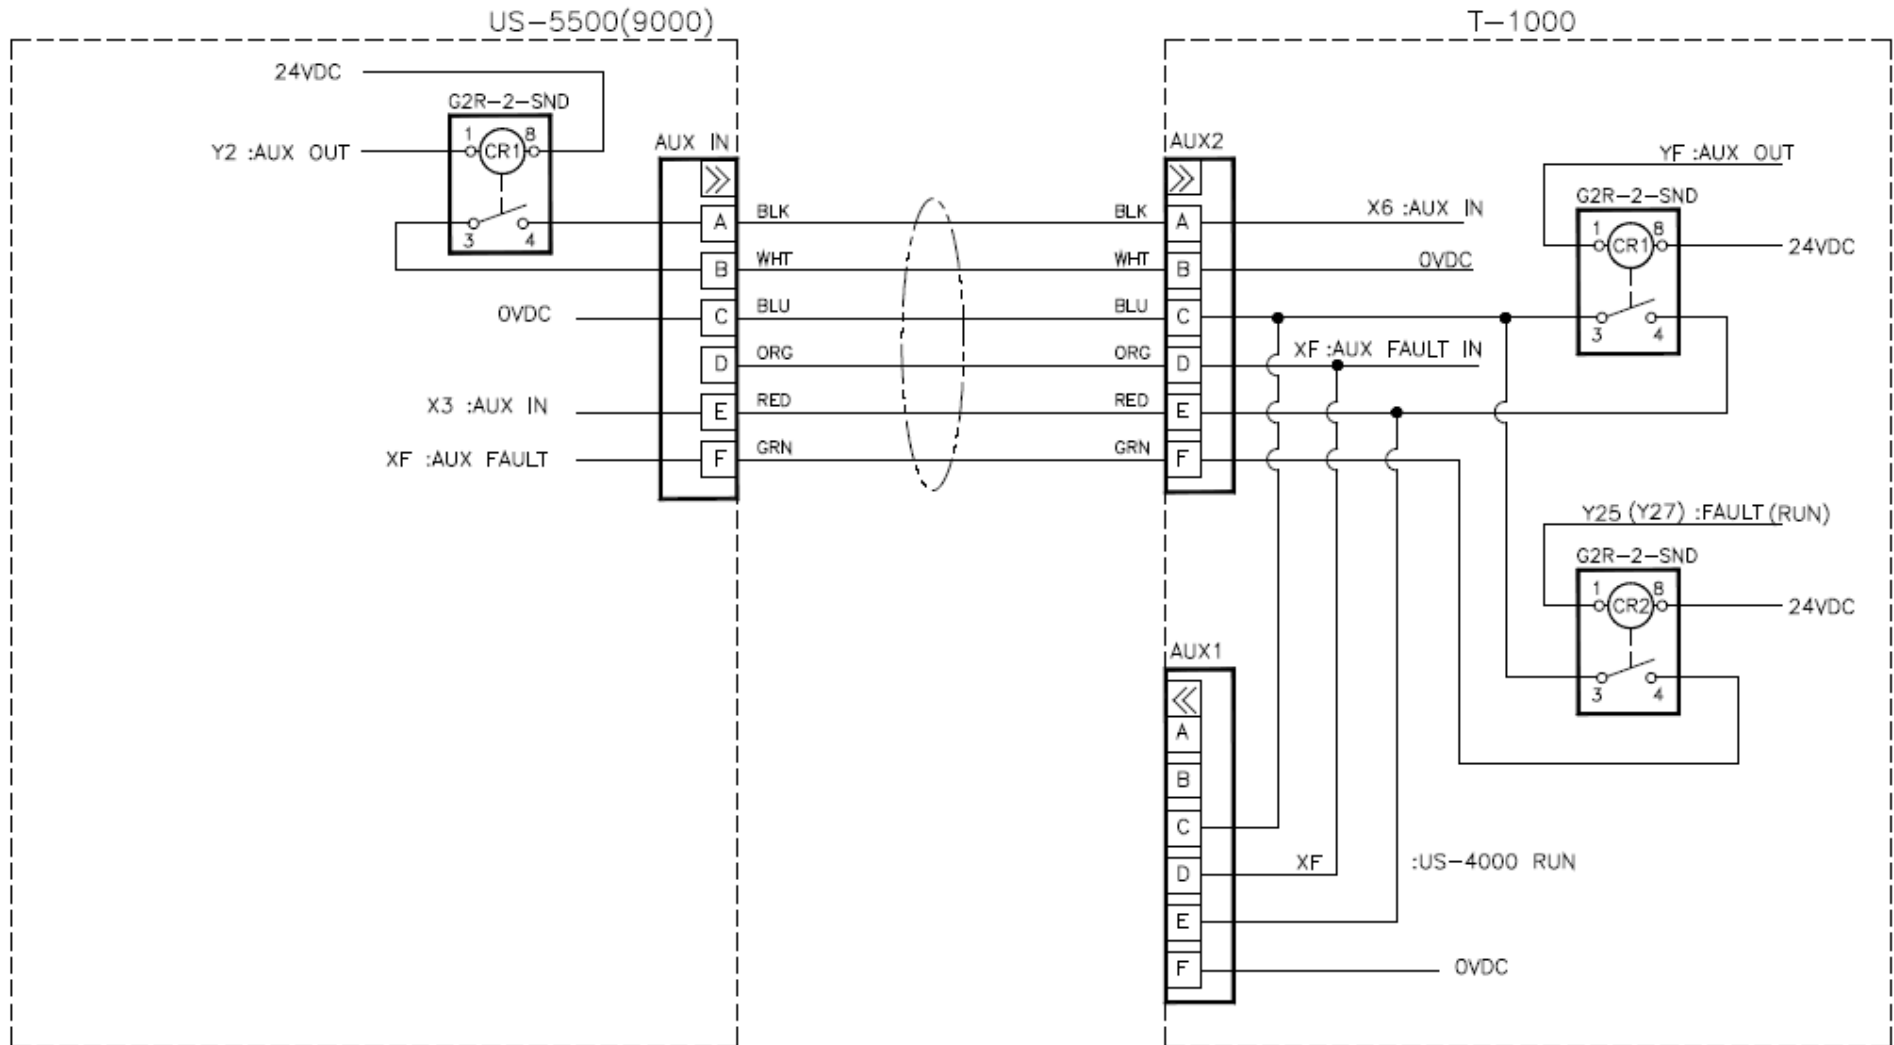 US-5500(9000)
T-1000
24VDC
G2R-2-SND
1
8
CR1
Y2 :AUX OUT
3
4
AUX IN
A
B
C
D
E
F
0VDC
X3 :AUX IN
XF :AUX FAULT
BLK
WHT
BLU
ORG
RED
GRN
BLK
WHT
BLU
ORG
RED
GRN
AUX2
A
B
C
D
E
F
X6 :AUX IN
0VDC
XF :AUX FAULT IN
YF :AUX OUT
G2R-2-SND
1
8
CR1
24VDC
3
4
Y25 (Y27) :FAULT (RUN)
G2R-2-SND
1
8
CR2
24VDC
3
4
AUX1
A
B
C
D
E
F
XF :US-4000 RUN
0VDC